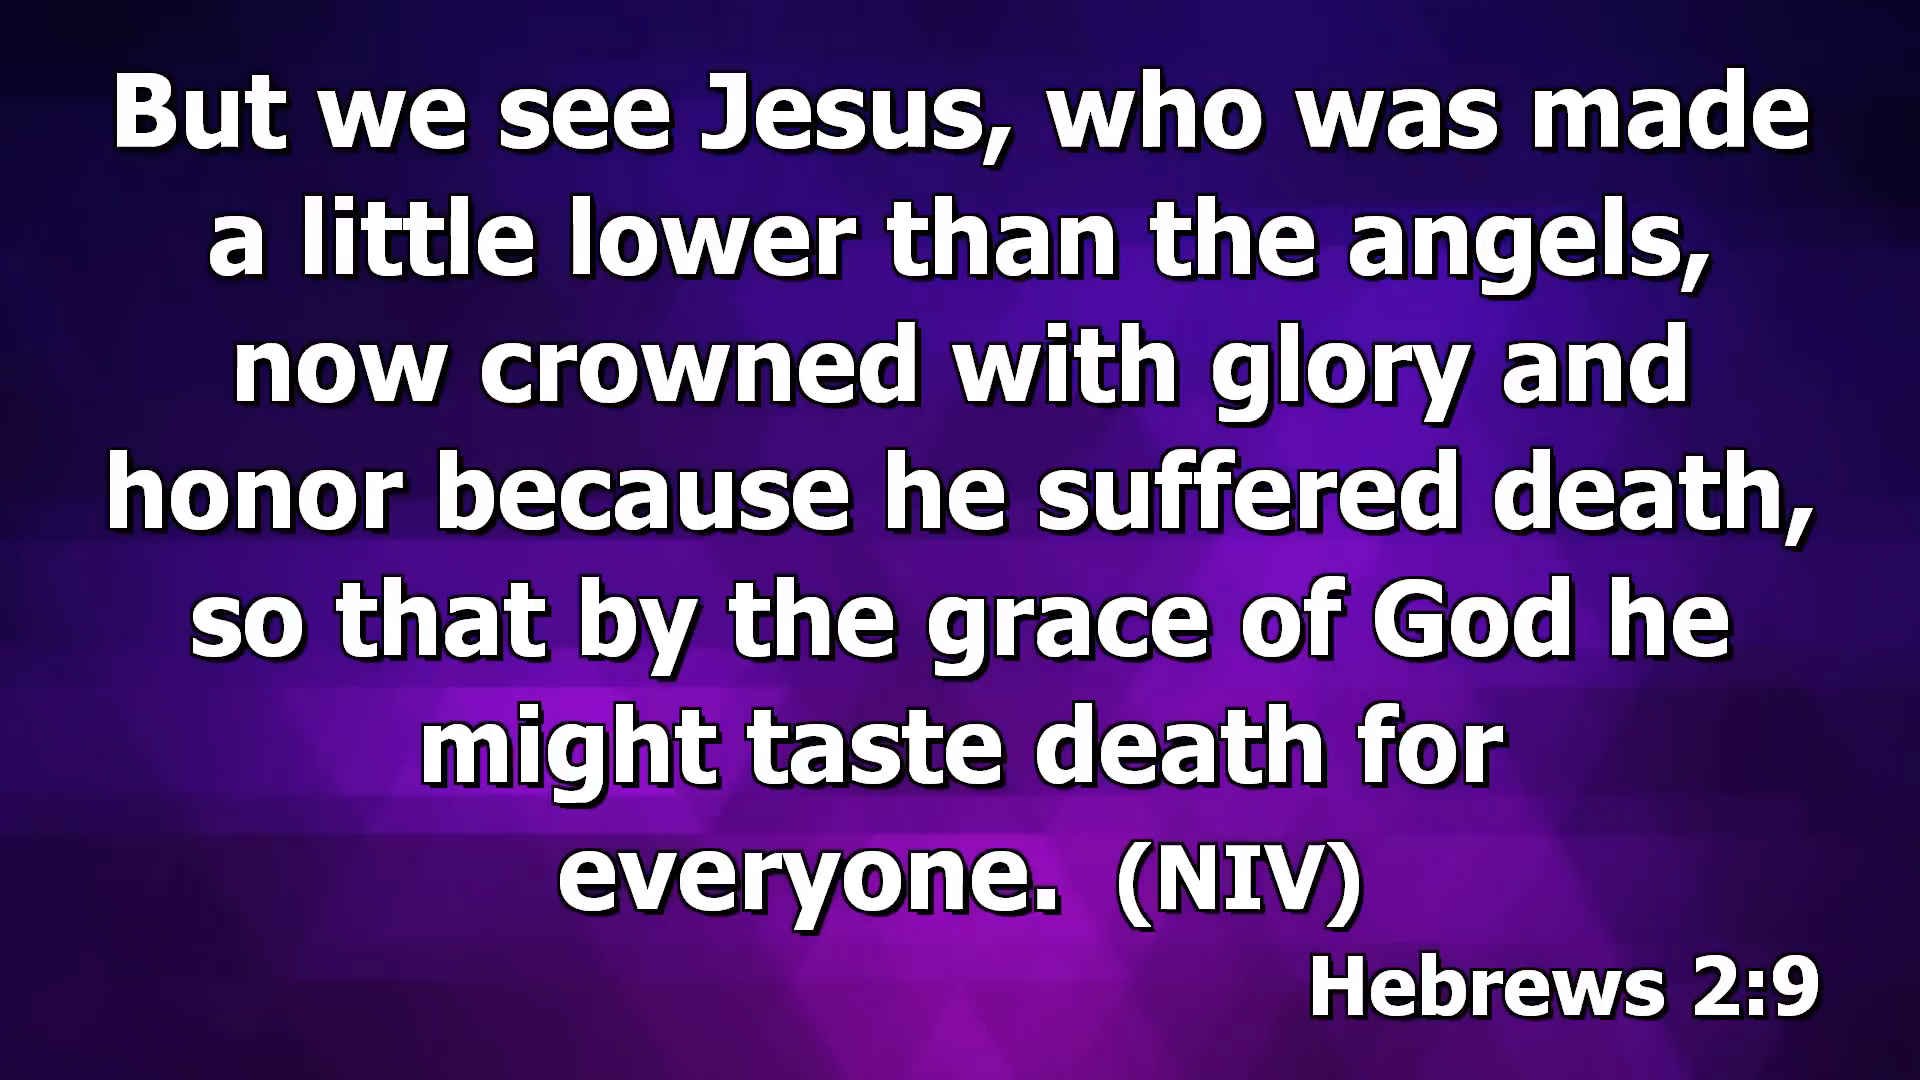 But we see Jesus, who was made
a little lower than the angels,
now crowned with glory and
honor because he suffered death,
so that by the grace of God he
might taste death for
everyone.  (NIV)
Hebrews 2:9